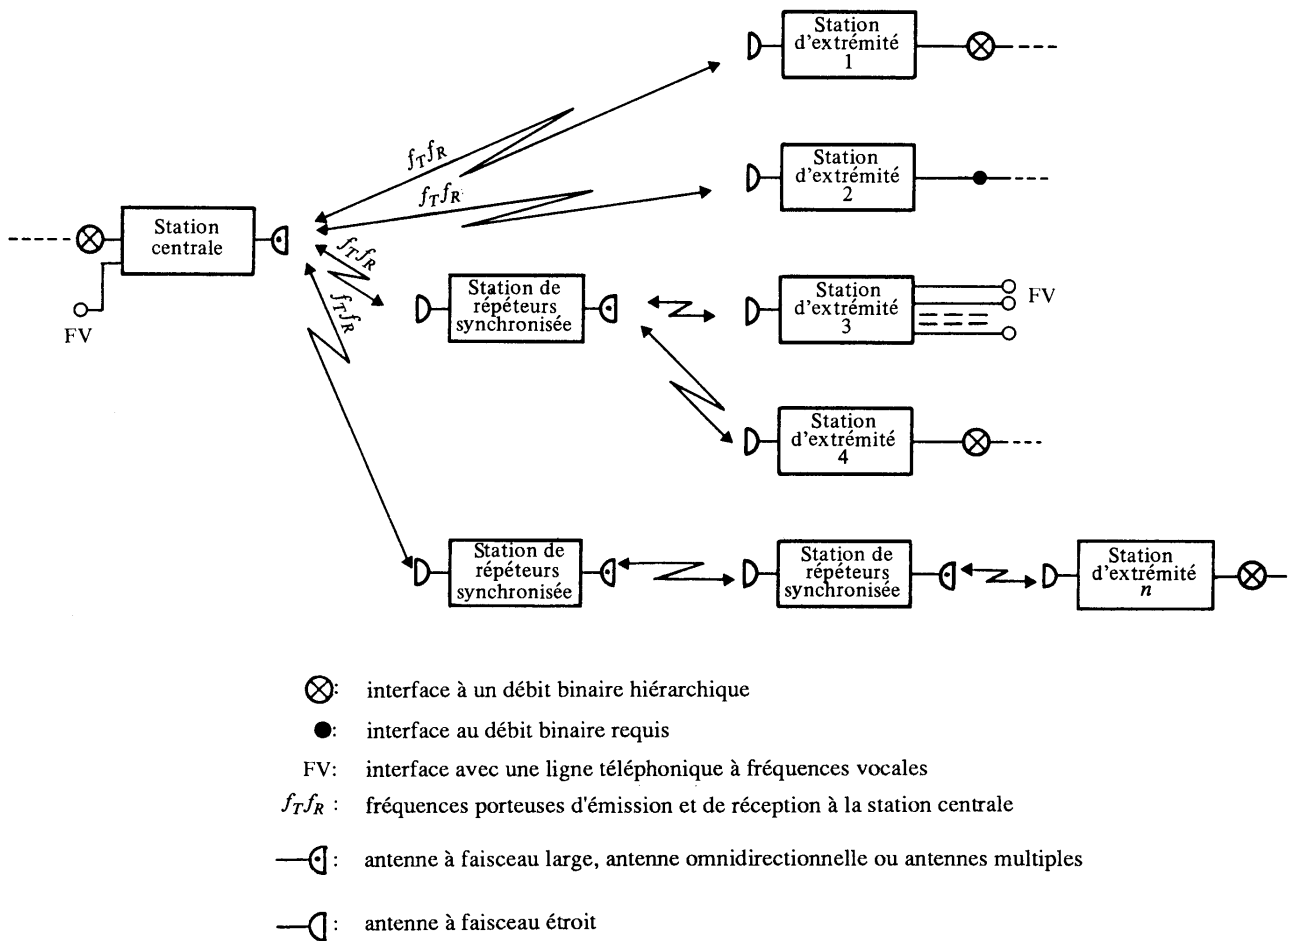 Station
d'extrémité
1
f_T f_R
Station
d'extrémité
2
f_T f_R
Station
centrale
FV
f_T f_R
f_T f_R
Station de
répéteurs
synchronisée
Station
d'extrémité
3
FV
Station
d'extrémité
4
Station de
répéteurs
synchronisée
Station de
répéteurs
synchronisée
Station
d'extrémité
n
: interface à un débit binaire hiérarchique
: interface au débit binaire requis
FV: interface avec une ligne téléphonique à fréquences vocales
f_T f_R : fréquences porteuses d'émission et de réception à la station centrale
: antenne à faisceau large, antenne omnidirectionnelle ou antennes multiples
: antenne à faisceau étroit